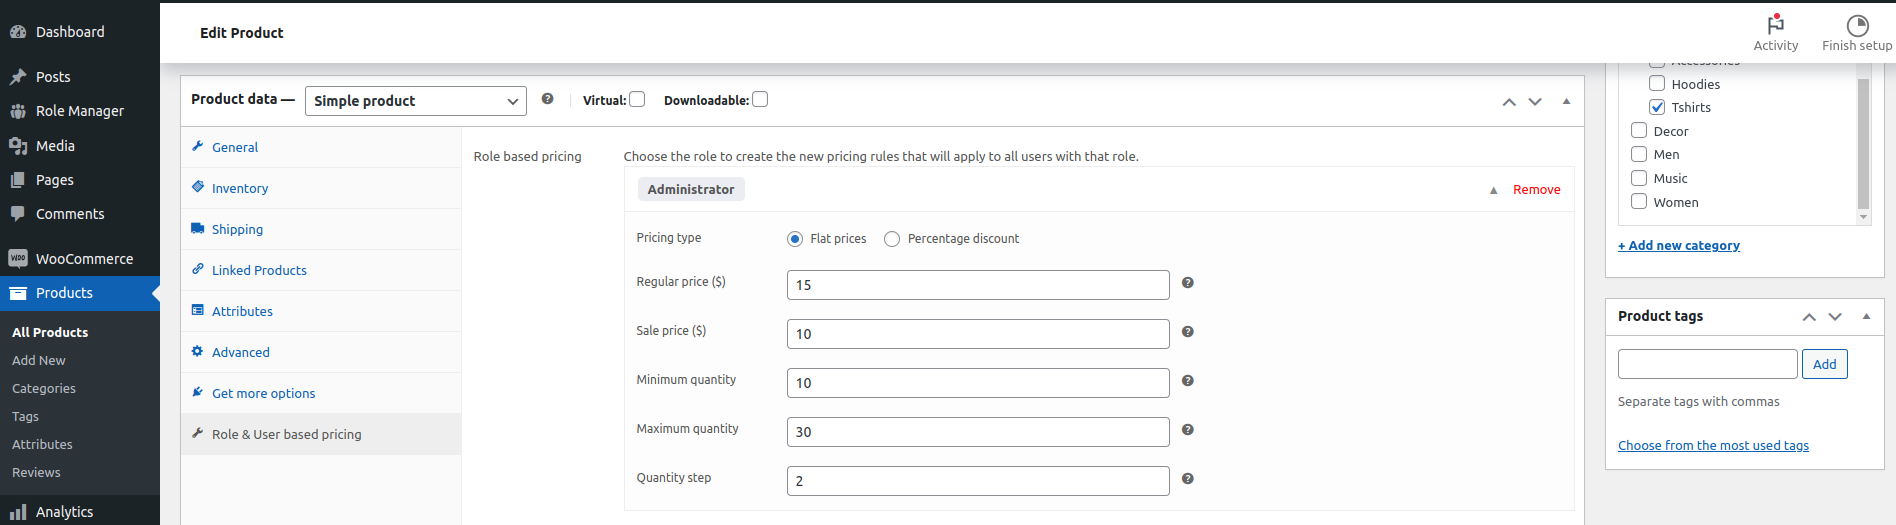 Dashboard
Posts
Role Manager
Media
Pages
Comments
WooCommerce
Products
All Products
Add New
Categories
Tags
Attributes
Reviews
Analytics
Edit Product
Activity
Finish setup
Product data —
Simple product
Virtual:
Downloadable:
General
Inventory
Shipping
Linked Products
Attributes
Advanced
Get more options
Role & User based pricing
Role based pricing
Choose the role to create the new pricing rules that will apply to all users with that role.
Administrator
Remove
Pricing type
Flat prices
Percentage discount
Regular price ($)
15
Sale price ($)
10
Minimum quantity
10
Maximum quantity
30
Quantity step
2
Accessories
Hoodies
Tshirts
Decor
Men
Music
Women
+ Add new category
Product tags
Add
Separate tags with commas
Choose from the most used tags